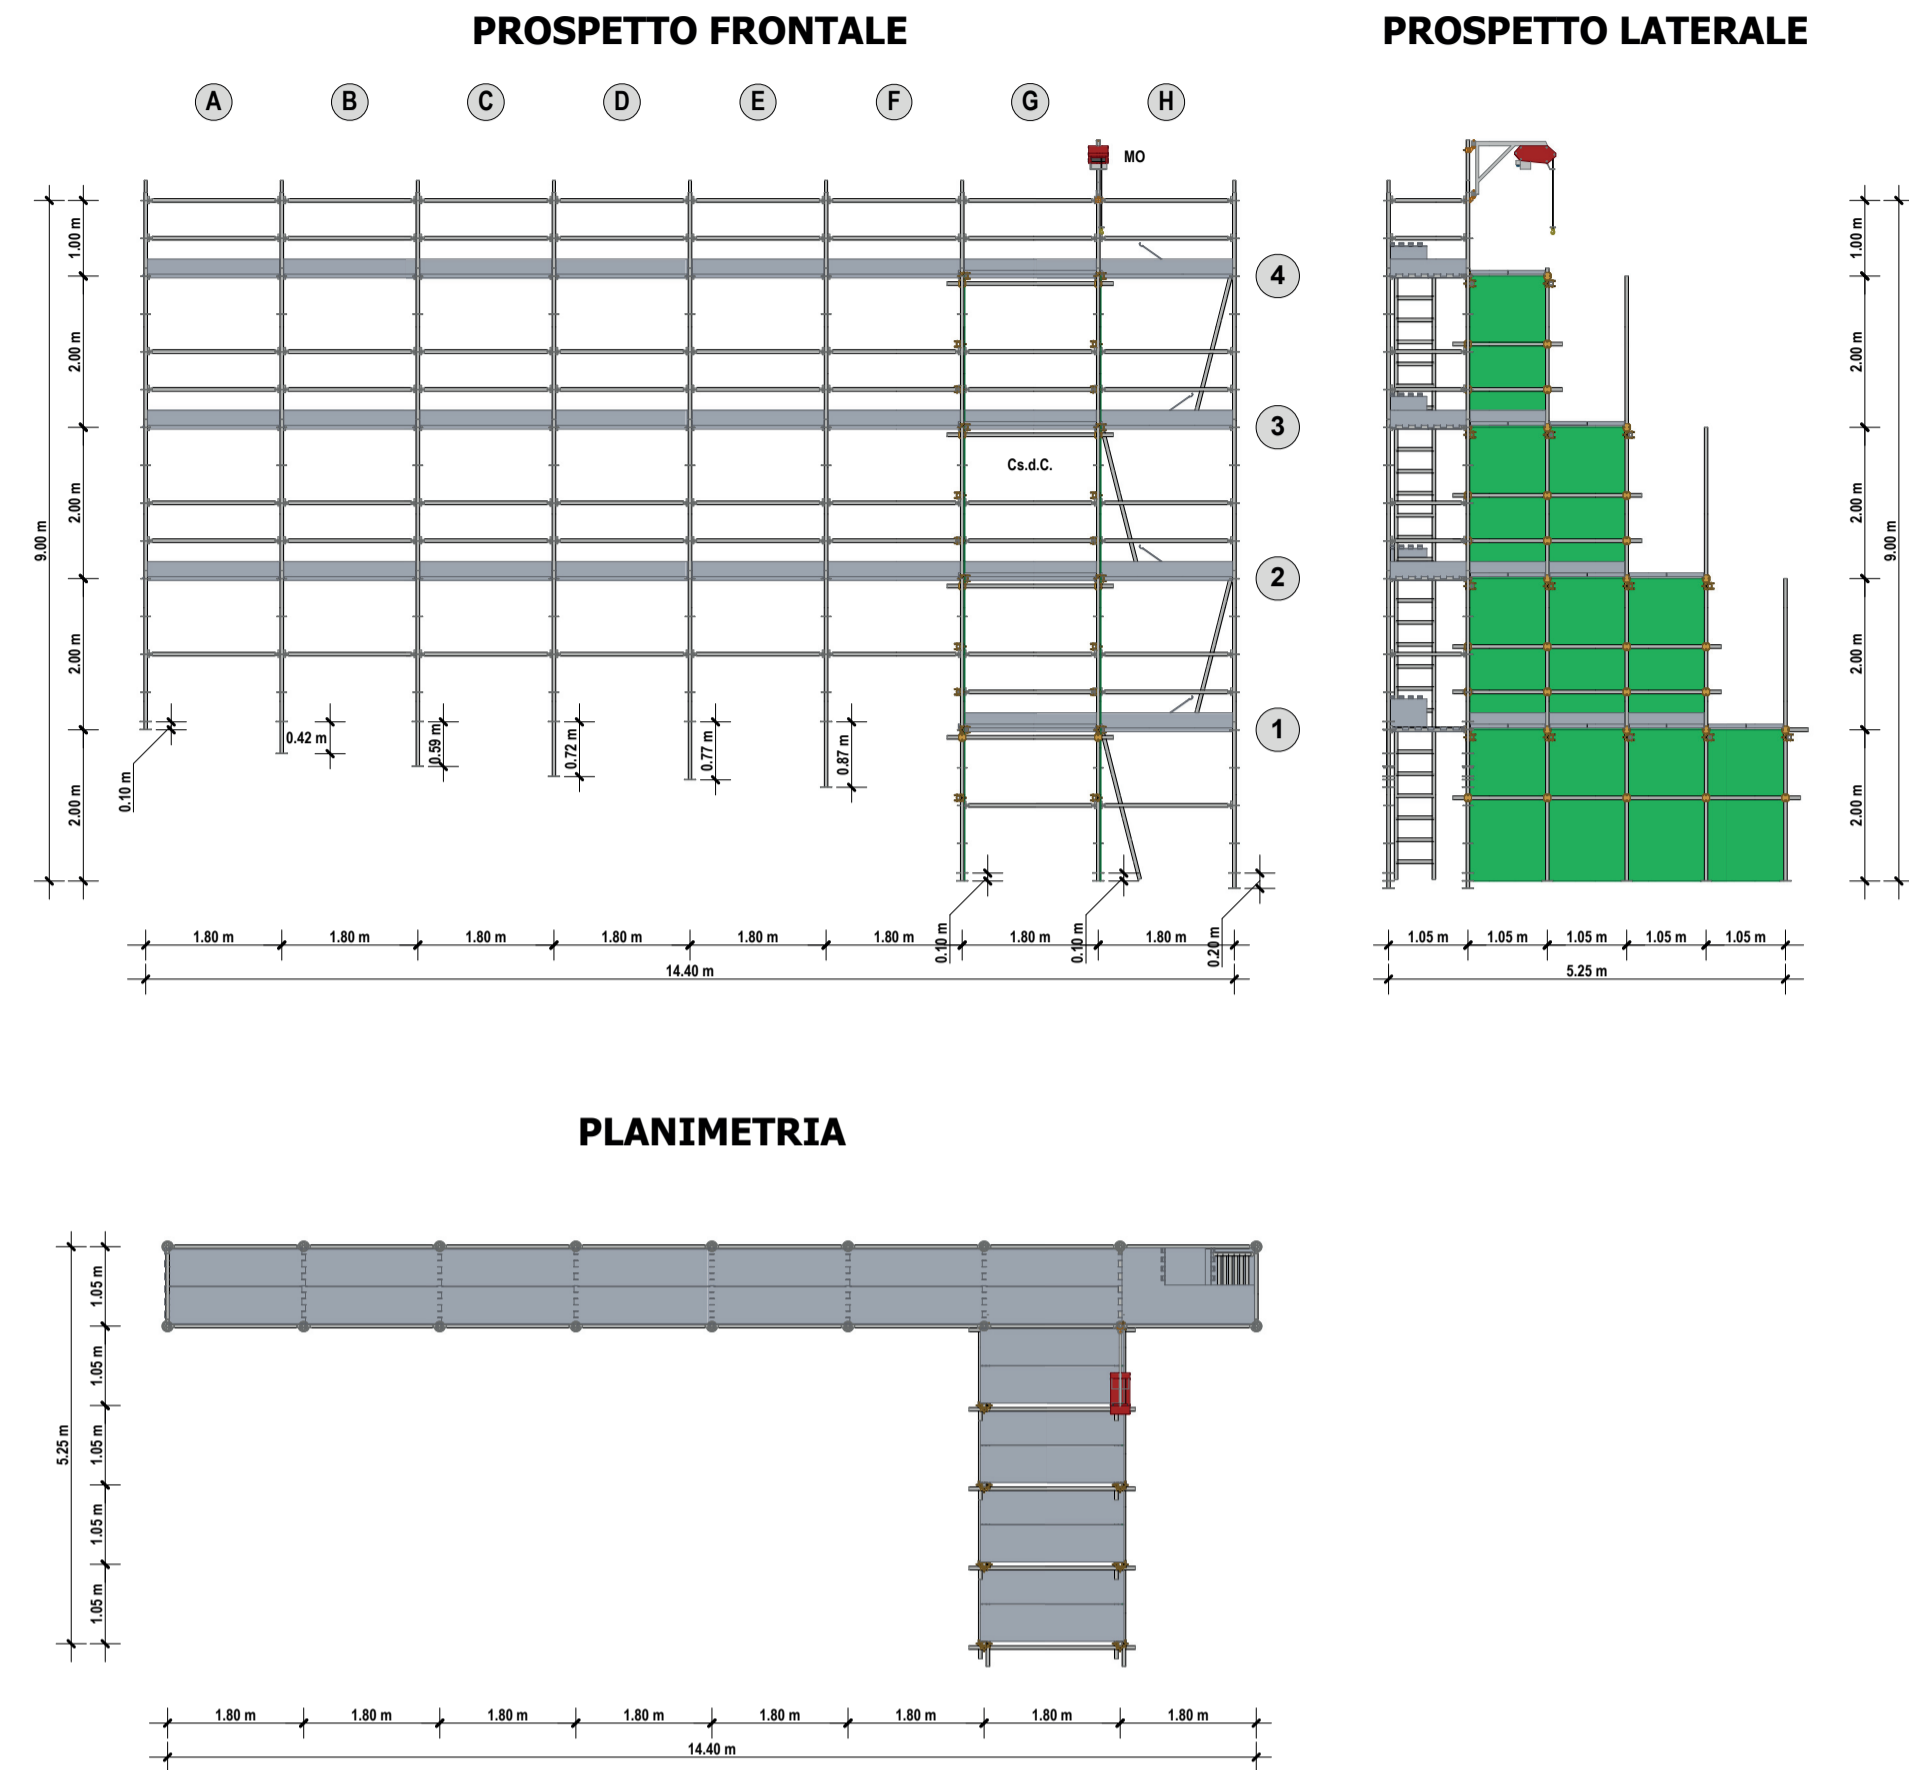 PROSPETTO FRONTALE
PROSPETTO LATERALE
A B C D E F G H
MO
1.00 m
2.00 m
2.00 m
2.00 m
2.00 m
9.00 m
4
3
2
1
Cs.d.C.
0.10 m
0.42 m
0.59 m
0.72 m
0.77 m
0.87 m
0.10 m
0.10 m
0.20 m
1.80 m 1.80 m 1.80 m 1.80 m 1.80 m 1.80 m 1.80 m 1.80 m
14.40 m
1.00 m
2.00 m
2.00 m
2.00 m
2.00 m
9.00 m
1.05 m 1.05 m 1.05 m 1.05 m 1.05 m
5.25 m
PLANIMETRIA
1.05 m
1.05 m
1.05 m
1.05 m
1.05 m
5.25 m
1.80 m 1.80 m 1.80 m 1.80 m 1.80 m 1.80 m 1.80 m 1.80 m
14.40 m